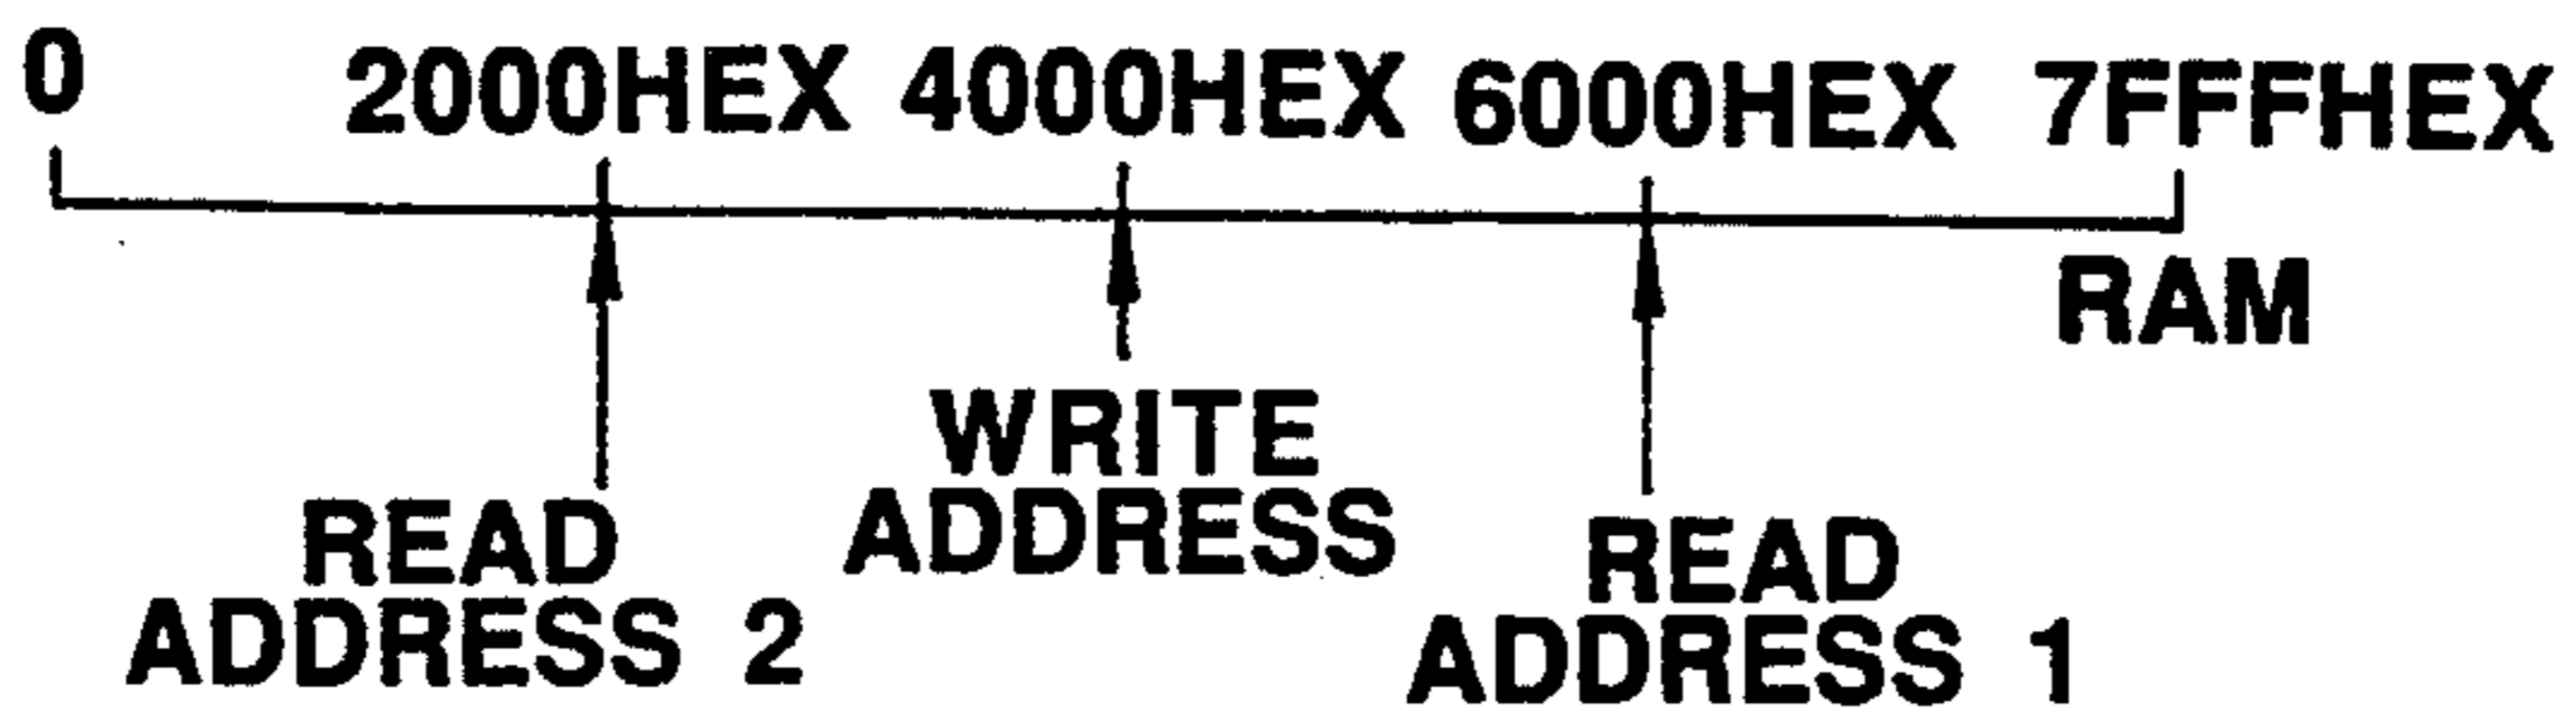 0 2000HEX 4000HEX 6000HEX 7FFFHEX
RAM
WRITE
ADDRESS
READ
ADDRESS 2
READ
ADDRESS 1